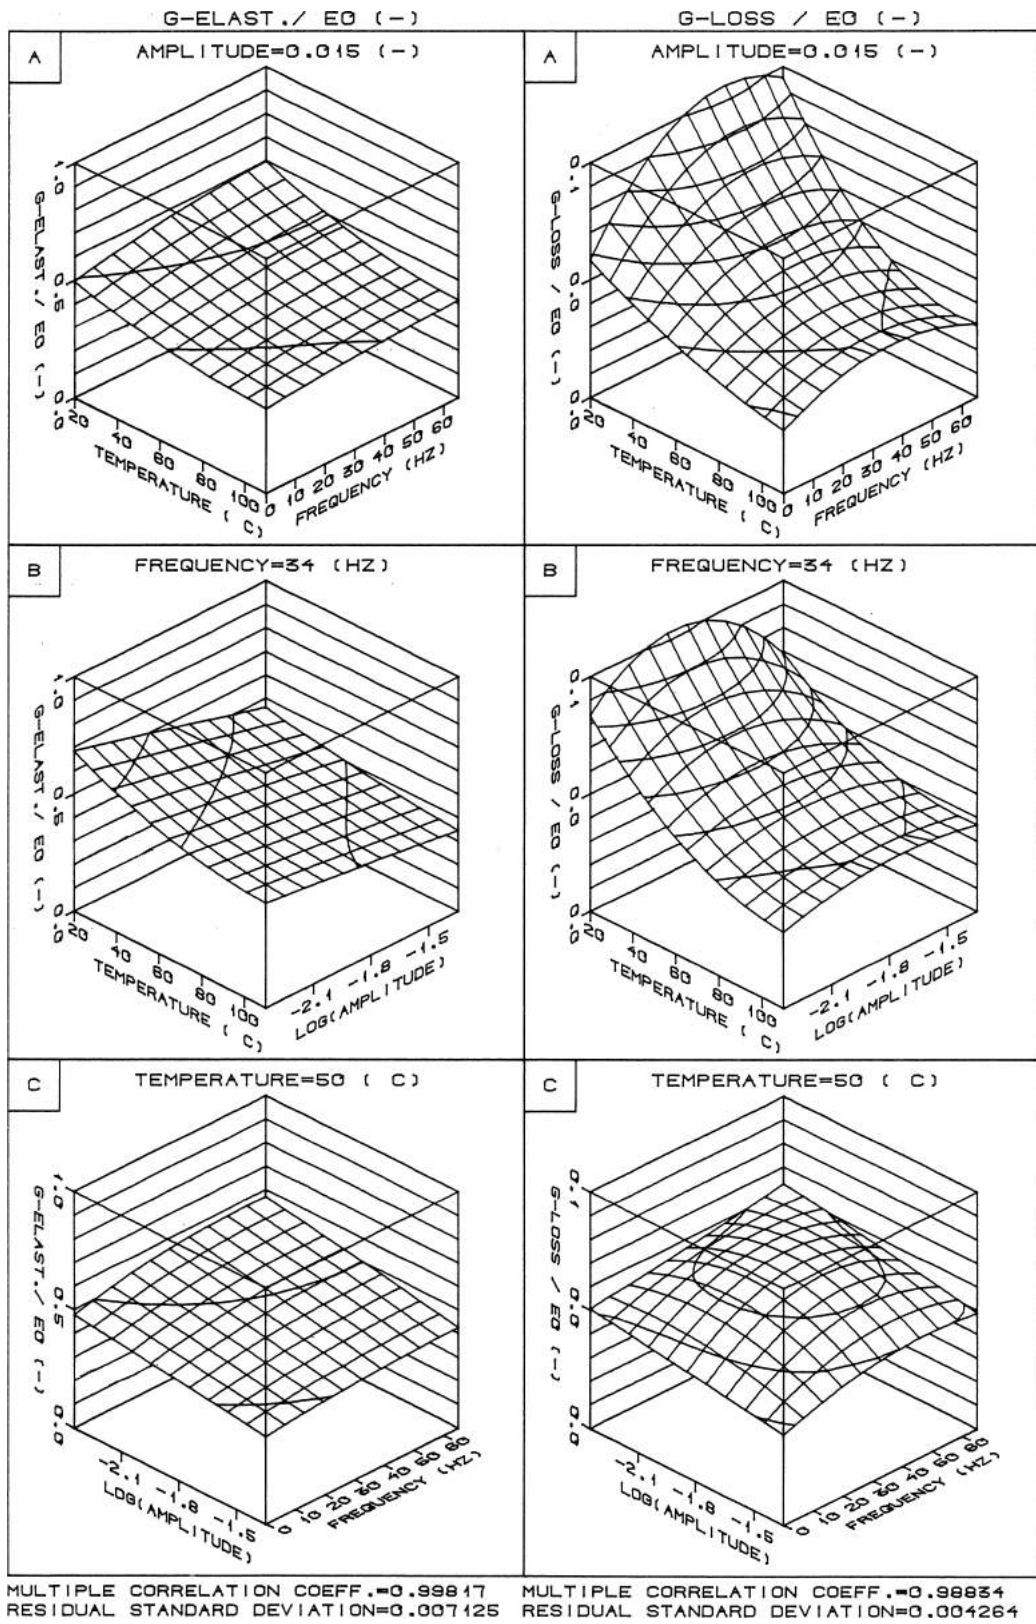 G-ELAST./ E0 (-)
G-LOSS / E0 (-)
A
AMPLITUDE=0.015 (-)
1.0
0.5
0.0
G-ELAST./ E0 (-)
20 40 60 80 100
TEMPERATURE ( C)
0 10 20 30 40 50 60
FREQUENCY (HZ)
A
AMPLITUDE=0.015 (-)
0.1
0.0
0.0
G-LOSS / E0 (-)
20 40 60 80 100
TEMPERATURE ( C)
0 10 20 30 40 50 60
FREQUENCY (HZ)
B
FREQUENCY=34 (HZ)
1.0
0.5
0.0
G-ELAST./ E0 (-)
20 40 60 80 100
TEMPERATURE ( C)
-2.1 -1.8 -1.5
LOG(AMPLITUDE)
B
FREQUENCY=34 (HZ)
0.1
0.0
0.0
G-LOSS / E0 (-)
20 40 60 80 100
TEMPERATURE ( C)
-2.1 -1.8 -1.5
LOG(AMPLITUDE)
C
TEMPERATURE=50 ( C)
1.0
0.5
0.0
G-ELAST./ E0 (-)
-2.1 -1.8 -1.5
LOG(AMPLITUDE)
0 10 20 30 40 50 60
FREQUENCY (HZ)
C
TEMPERATURE=50 ( C)
0.1
0.0
0.0
G-LOSS / E0 (-)
-2.1 -1.8 -1.5
LOG(AMPLITUDE)
0 10 20 30 40 50 60
FREQUENCY (HZ)
MULTIPLE CORRELATION COEFF.=0.99817
RESIDUAL STANDARD DEVIATION=0.007125
MULTIPLE CORRELATION COEFF.=0.98834
RESIDUAL STANDARD DEVIATION=0.004264